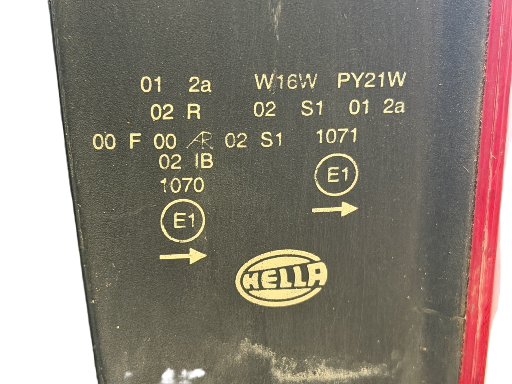 01 2a W16W PY21W
02 R 02 S1 01 2a
00 F 00 AR 02 S1 1071
02 IB
1070
E1
E1
HELLA